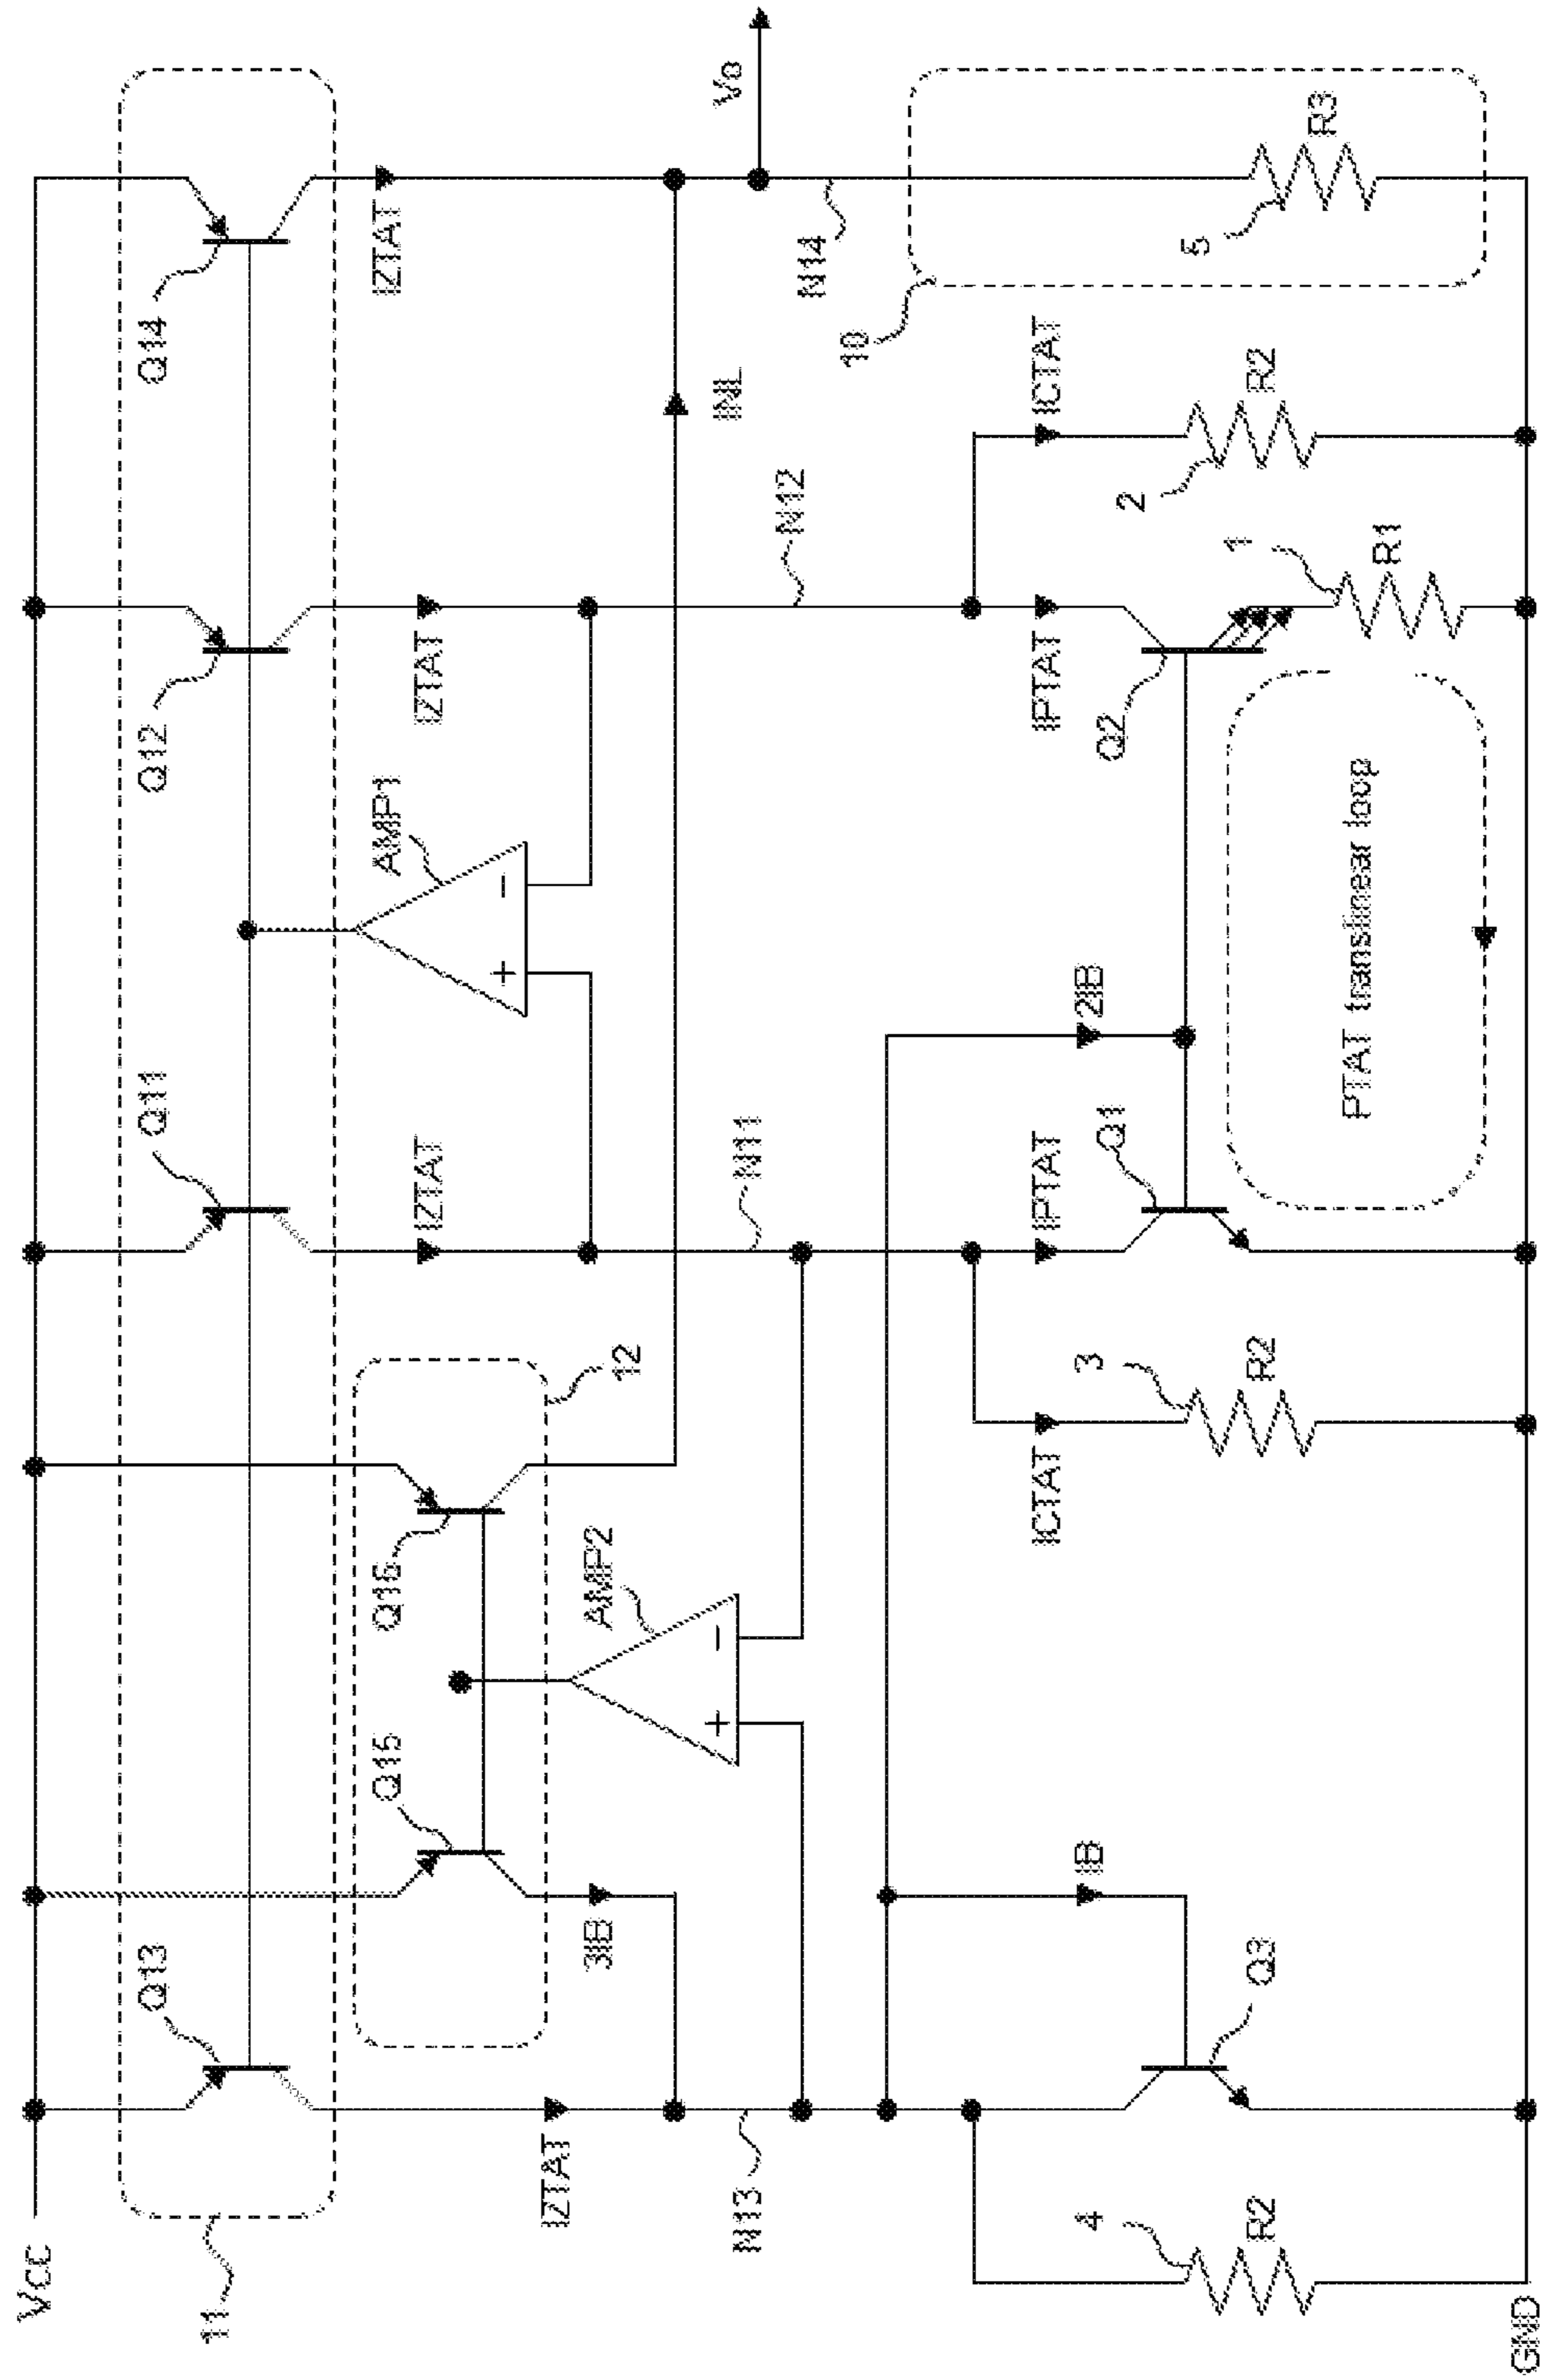 Vcc
11
Q13
Q11
Q12
Q14
Q15
Q16
12
3IB
AMP2
+
−
AMP1
+
−
IZTAT
IZTAT
IZTAT
IZTAT
INL
Vo
N13
N11
N12
N14
10
IB
2IB
ICTAT
IPTAT
IPTAT
ICTAT
4
R2
Q3
3
R2
Q1
Q2
1
R1
2
R2
5
R3
PTAT translinear loop
GND